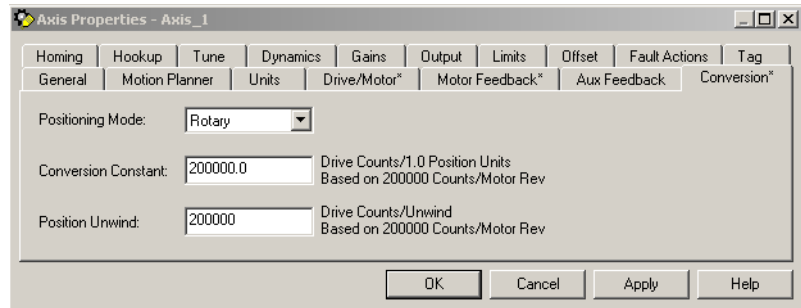 Axis Properties - Axis_1
Homing Hookup Tune Dynamics Gains Output Limits Offset Fault Actions Tag
General Motion Planner Units Drive/Motor* Motor Feedback* Aux Feedback Conversion*
Positioning Mode: Rotary
Conversion Constant: 200000.0 Drive Counts/1.0 Position Units
Based on 200000 Counts/Motor Rev
Position Unwind: 200000 Drive Counts/Unwind
Based on 200000 Counts/Motor Rev
OK Cancel Apply Help